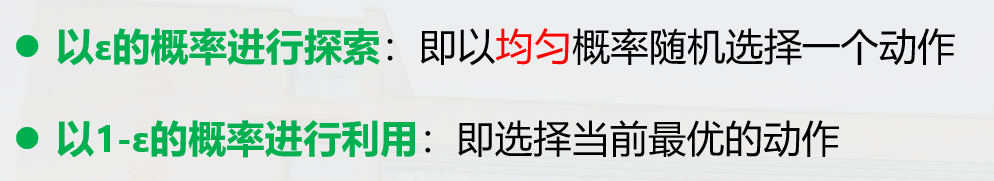 ● 以ε的概率进行探索：即以均匀概率随机选择一个动作
● 以1-ε的概率进行利用：即选择当前最优的动作